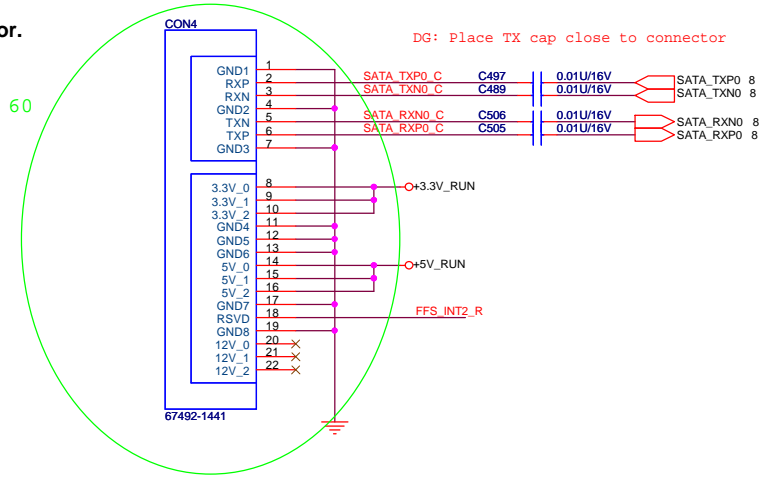 or.
CON4
DG: Place TX cap close to connector
60
GND1 1
RXP 2 SATA_TXP0_C C497 0.01U/16V SATA_TXP0 8
RXN 3 SATA_TXN0_C C489 0.01U/16V SATA_TXN0 8
GND2 4
TXN 5 SATA_RXN0_C C506 0.01U/16V SATA_RXN0 8
TXP 6 SATA_RXP0_C C505 0.01U/16V SATA_RXP0 8
GND3 7
3.3V_0 8 +3.3V_RUN
3.3V_1 9
3.3V_2 10
GND4 11
GND5 12
GND6 13
5V_0 14 +5V_RUN
5V_1 15
5V_2 16
GND7 17
RSVD 18 FFS_INT2_R
GND8 19
12V_0 20
12V_1 21
12V_2 22
67492-1441